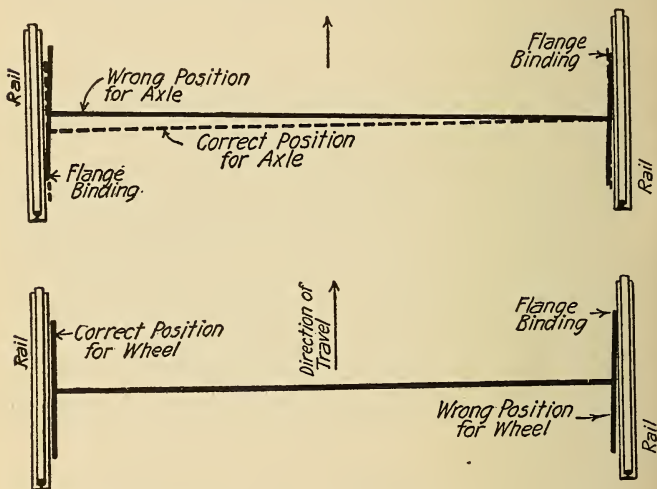 Rail
Wrong Position
for Axle
Flange
Binding
Correct Position
for Axle
Flange
Binding.
Rail
Rail
Correct Position
for Wheel
Direction of
Travel
Flange
Binding
Wrong Position
for Wheel
Rail